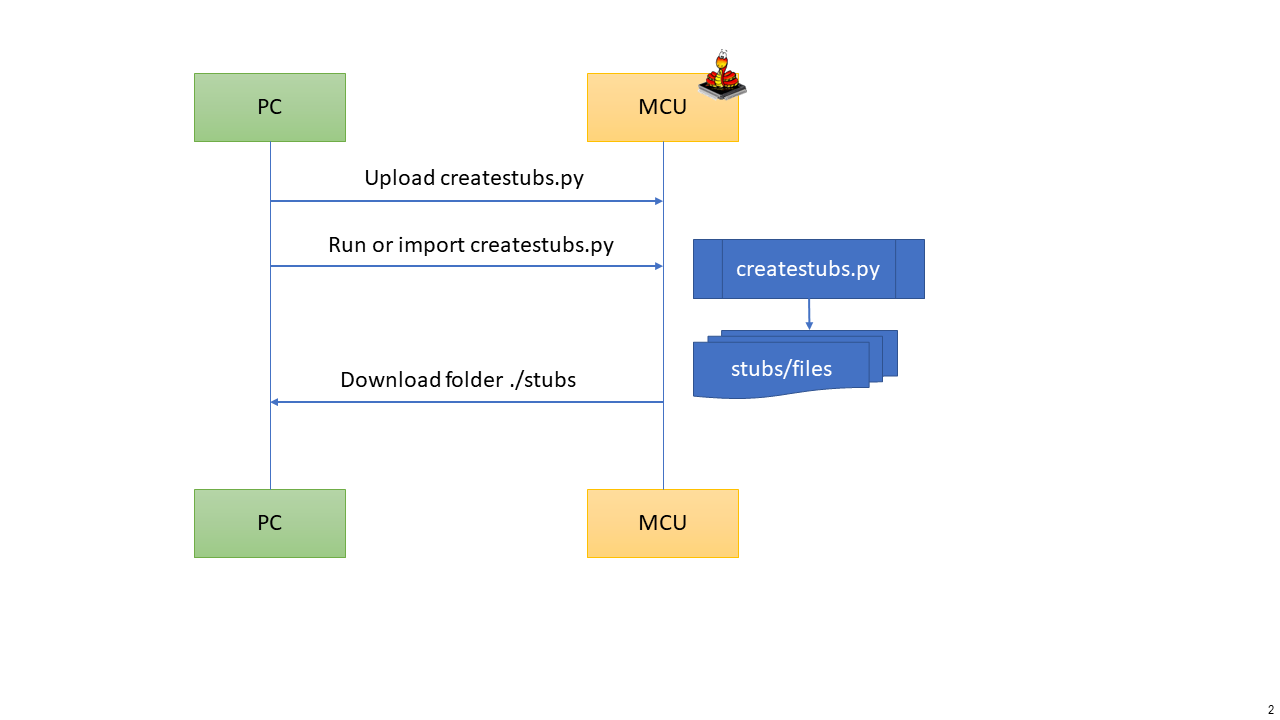 PC
MCU
Upload createstubs.py
Run or import createstubs.py
createstubs.py
stubs/files
Download folder ./stubs
PC
MCU
2